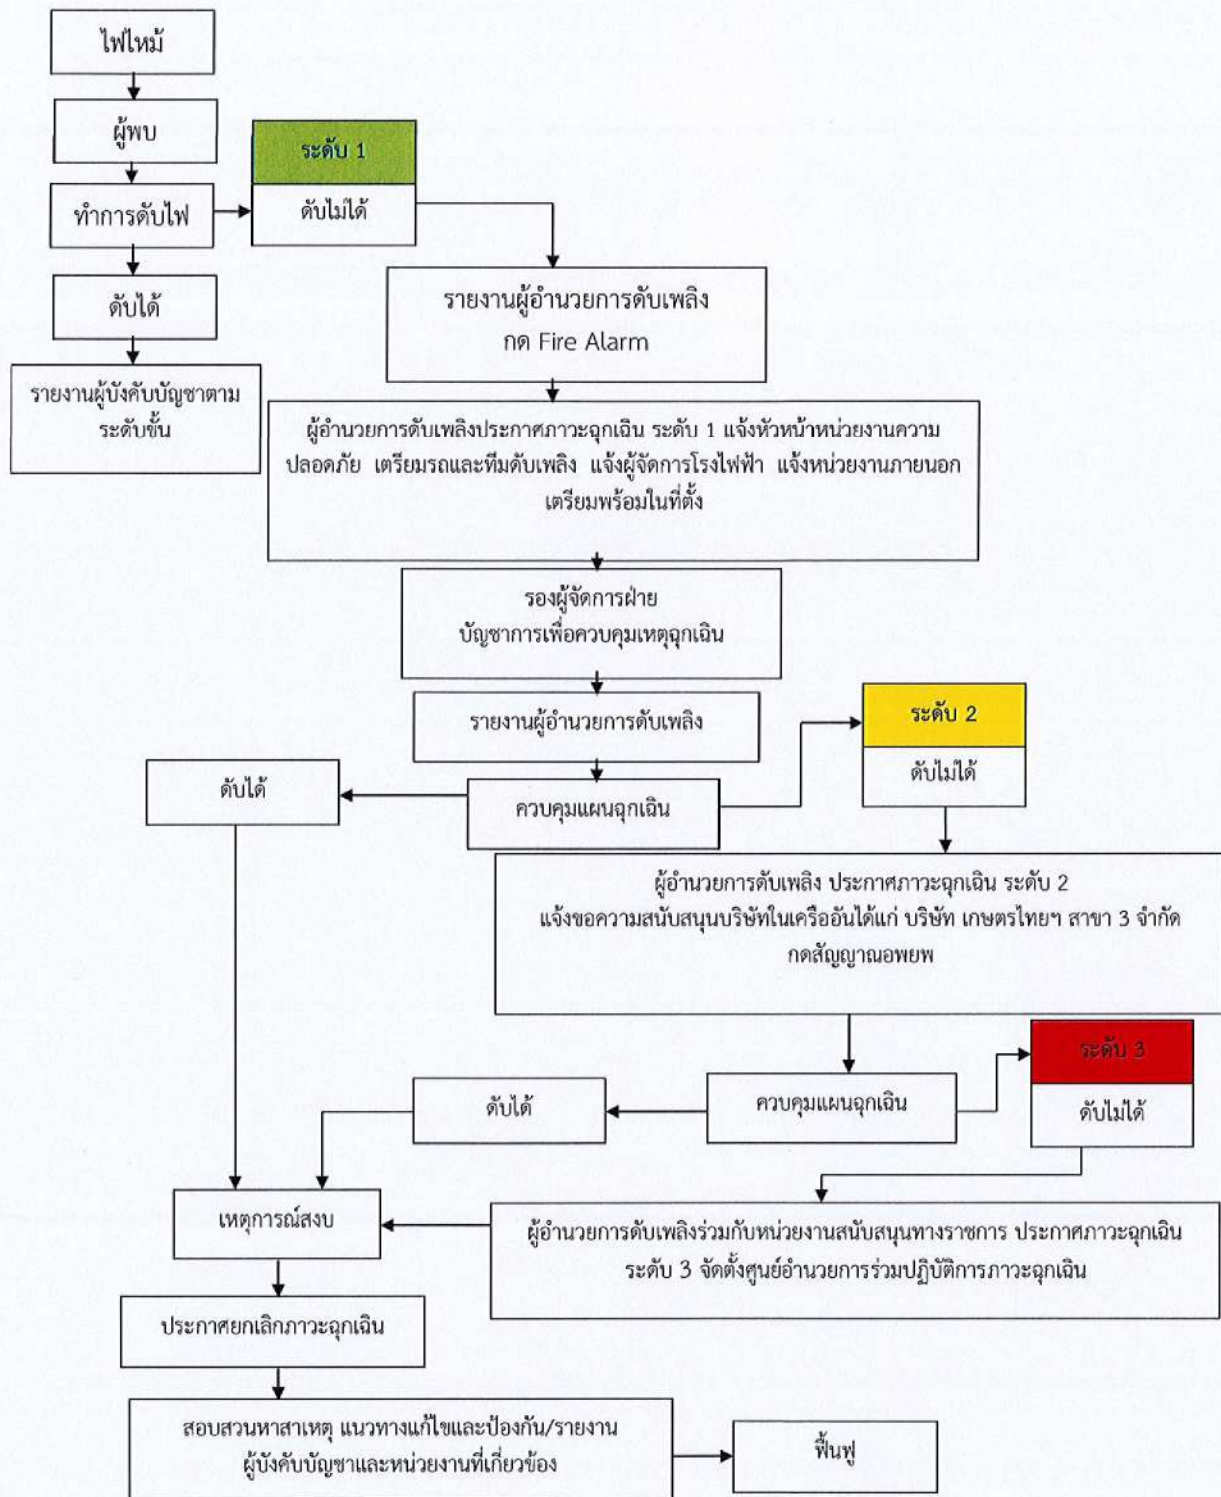 ไฟไหม้
ผู้พบ
ระดับ 1
ทำการดับไฟ
ดับไม่ได้
ดับได้
รายงานผู้อำนวยการดับเพลิง
กด Fire Alarm
รายงานผู้บังคับบัญชาตาม
ระดับขั้น
ผู้อำนวยการดับเพลิงประกาศภาวะฉุกเฉิน ระดับ 1 แจ้งหัวหน้าหน่วยงานความ
ปลอดภัย เตรียมรถและทีมดับเพลิง แจ้งผู้จัดการโรงไฟฟ้า แจ้งหน่วยงานภายนอก
เตรียมพร้อมในที่ตั้ง
รองผู้จัดการฝ่าย
บัญชาการเพื่อควบคุมเหตุฉุกเฉิน
รายงานผู้อำนวยการดับเพลิง
ระดับ 2
ดับไม่ได้
ดับได้
ควบคุมแผนฉุกเฉิน
ผู้อำนวยการดับเพลิง ประกาศภาวะฉุกเฉิน ระดับ 2
แจ้งขอความสนับสนุนบริษัทในเครืออันได้แก่ บริษัท เกษตรไทยฯ สาขา 3 จำกัด
กดสัญญาณอพยพ
ระดับ 3
ดับได้
ควบคุมแผนฉุกเฉิน
ดับไม่ได้
เหตุการณ์สงบ
ผู้อำนวยการดับเพลิงร่วมกับหน่วยงานสนับสนุนทางราชการ ประกาศภาวะฉุกเฉิน
ระดับ 3 จัดตั้งศูนย์อำนวยการร่วมปฏิบัติการภาวะฉุกเฉิน
ประกาศยกเลิกภาวะฉุกเฉิน
สอบสวนหาสาเหตุ แนวทางแก้ไขและป้องกัน/รายงาน
ผู้บังคับบัญชาและหน่วยงานที่เกี่ยวข้อง
ฟื้นฟู